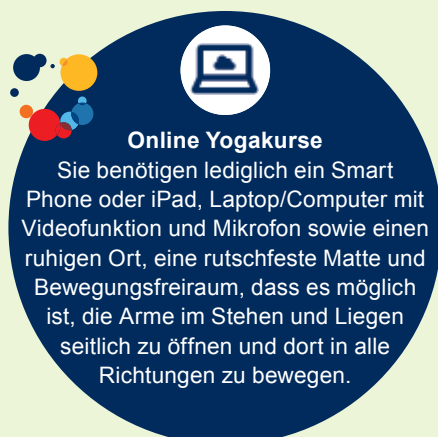 Online Yogakurse
Sie benötigen lediglich ein Smart
Phone oder iPad, Laptop/Computer mit
Videofunktion und Mikrofon sowie einen
ruhigen Ort, eine rutschfeste Matte und
Bewegungsfreiraum, dass es möglich
ist, die Arme im Stehen und Liegen
seitlich zu öffnen und dort in alle
Richtungen zu bewegen.